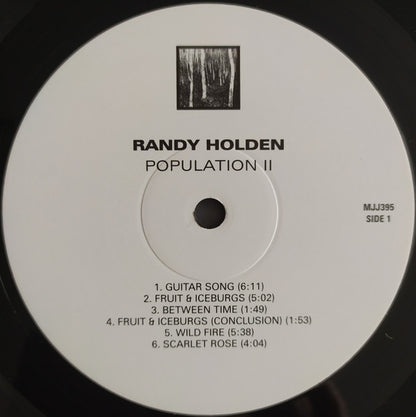 RANDY HOLDEN
POPULATION II
MJJ395
SIDE 1
1. GUITAR SONG (6:11)
2. FRUIT & ICEBURGS (5:02)
3. BETWEEN TIME (1:49)
4. FRUIT & ICEBURGS (CONCLUSION) (1:53)
5. WILD FIRE (5:38)
6. SCARLET ROSE (4:04)